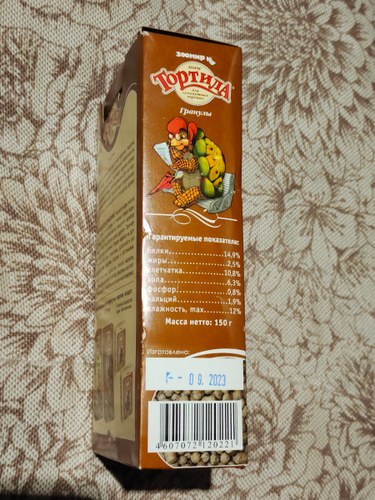 ЗООМИР
ТОРТИЛА
Гранулы
Гарантируемые показатели:
белки....................14,9%
жиры.....................2,5%
клетчатка................10,8%
зола.....................6,3%
фосфор...................0,8%
кальций..................1,9%
влажность, max...........12%
Масса нетто: 150 г
Изготовлено:
09. 2023
4607072120221